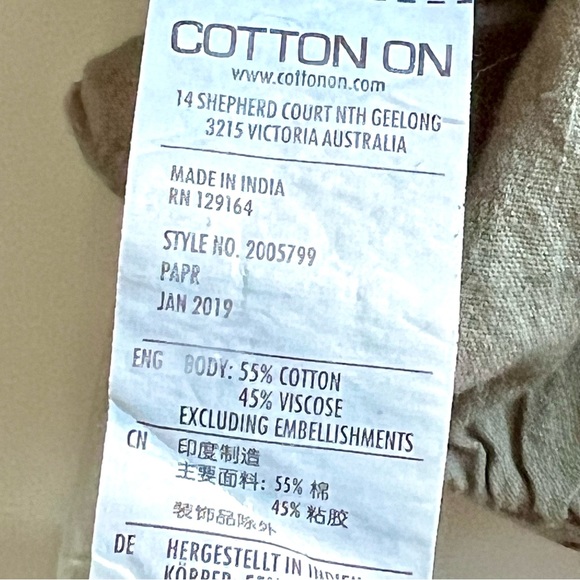 COTTON ON
www.cottonon.com
14 SHEPHERD COURT NTH GEELONG
3215 VICTORIA AUSTRALIA
MADE IN INDIA
RN 129164
STYLE NO. 2005799
PAPR
JAN 2019
ENG BODY: 55% COTTON
45% VISCOSE
EXCLUDING EMBELLISHMENTS
CN 印度制造
主要面料: 55% 棉
45% 粘胶
装饰品除外
DE HERGESTELLT IN INDIEN